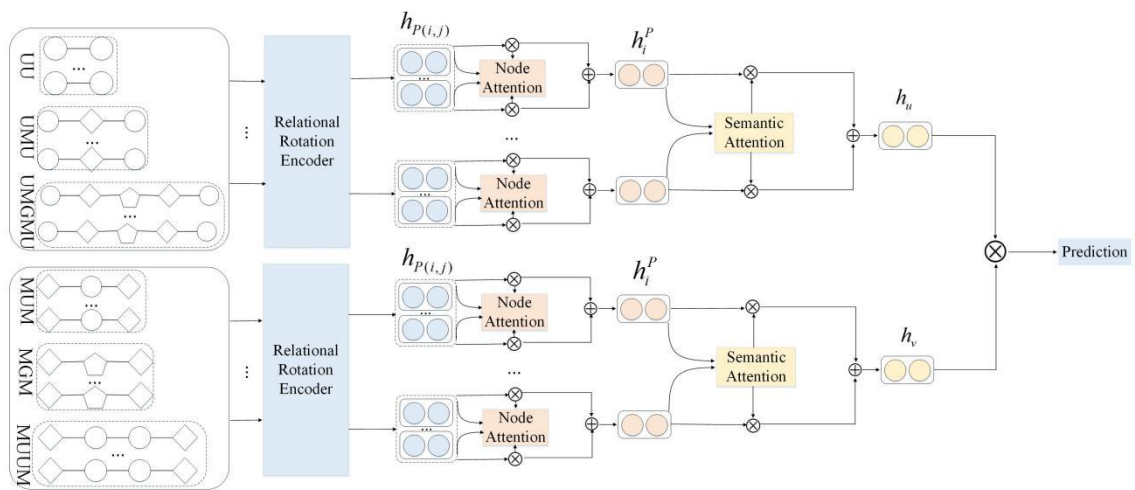 UU
...
UMU
...
UMGMU
...
...
Relational
Rotation
Encoder
h_{P(i,j)}
...
Node
Attention
...
...
Node
Attention
h_i^P
Semantic
Attention
h_u
MUM
...
MGM
...
MUUM
...
...
Relational
Rotation
Encoder
h_{P(i,j)}
...
Node
Attention
...
...
Node
Attention
h_i^P
Semantic
Attention
h_v
Prediction